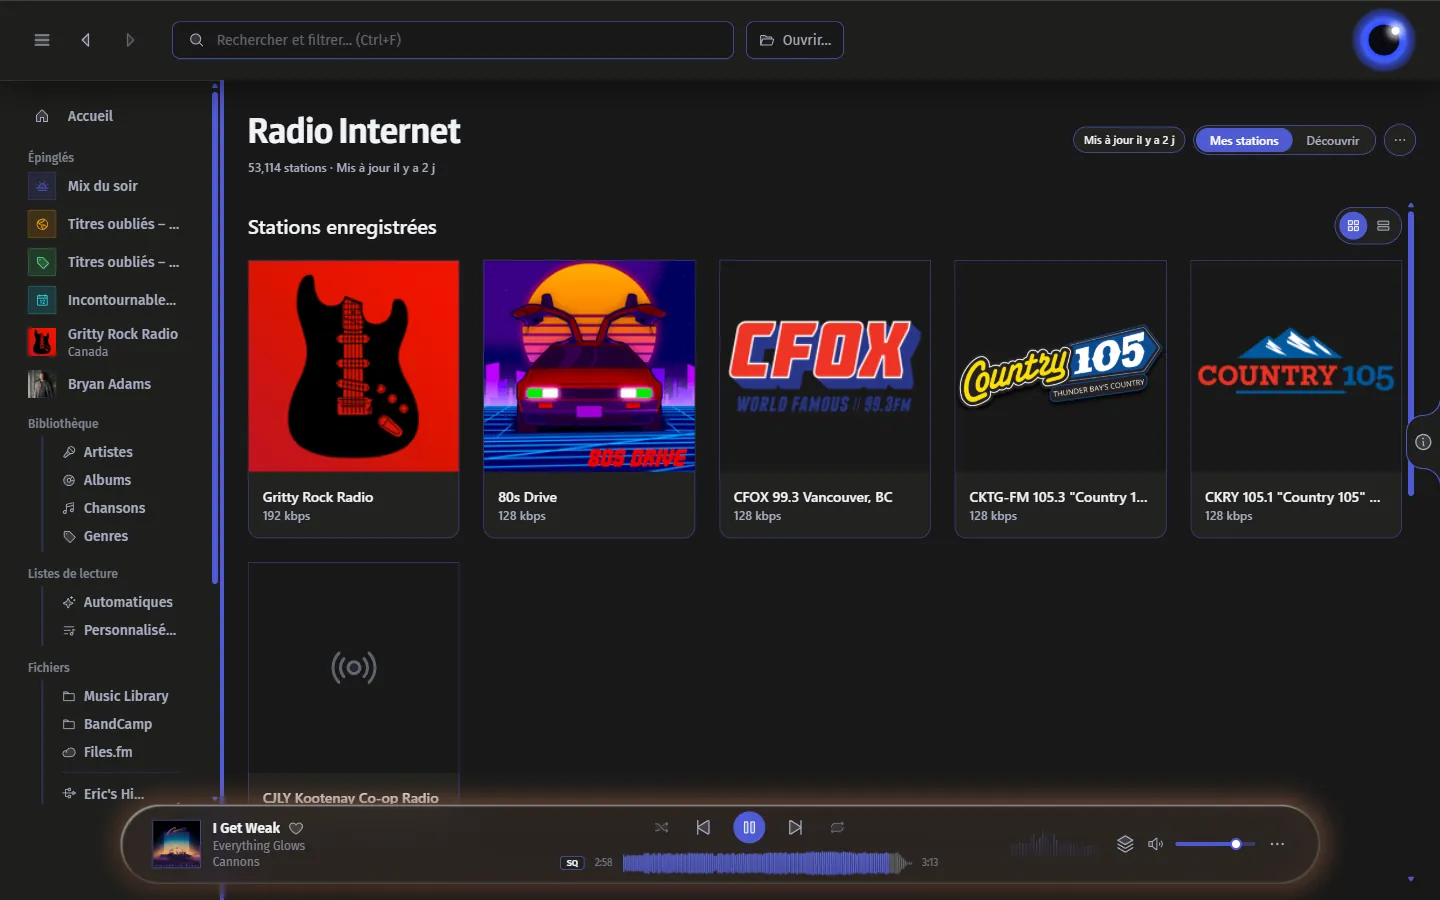 Rechercher et filtrer... (Ctrl+F)
Ouvrir...
Accueil
Épinglés
Mix du soir
Titres oubliés – ...
Titres oubliés – ...
Incontournable...
Gritty Rock Radio
Canada
Bryan Adams
Bibliothèque
Artistes
Albums
Chansons
Genres
Listes de lecture
Automatiques
Personnalisé...
Fichiers
Music Library
BandCamp
Files.fm
Eric's Hi...
Radio Internet
53,114 stations · Mis à jour il y a 2 j
Mis à jour il y a 2 j
Mes stations
Découvrir
Stations enregistrées
80S DRIVE
CFOX
WORLD FAMOUS // 99.3FM
Country 105
THUNDER BAY'S COUNTRY
COUNTRY 105
Gritty Rock Radio
192 kbps
80s Drive
128 kbps
CFOX 99.3 Vancouver, BC
128 kbps
CKTG-FM 105.3 "Country 1...
128 kbps
CKRY 105.1 "Country 105" ...
128 kbps
CJLY Kootenay Co-op Radio
I Get Weak
Everything Glows
Cannons
SQ
2:58
3:13